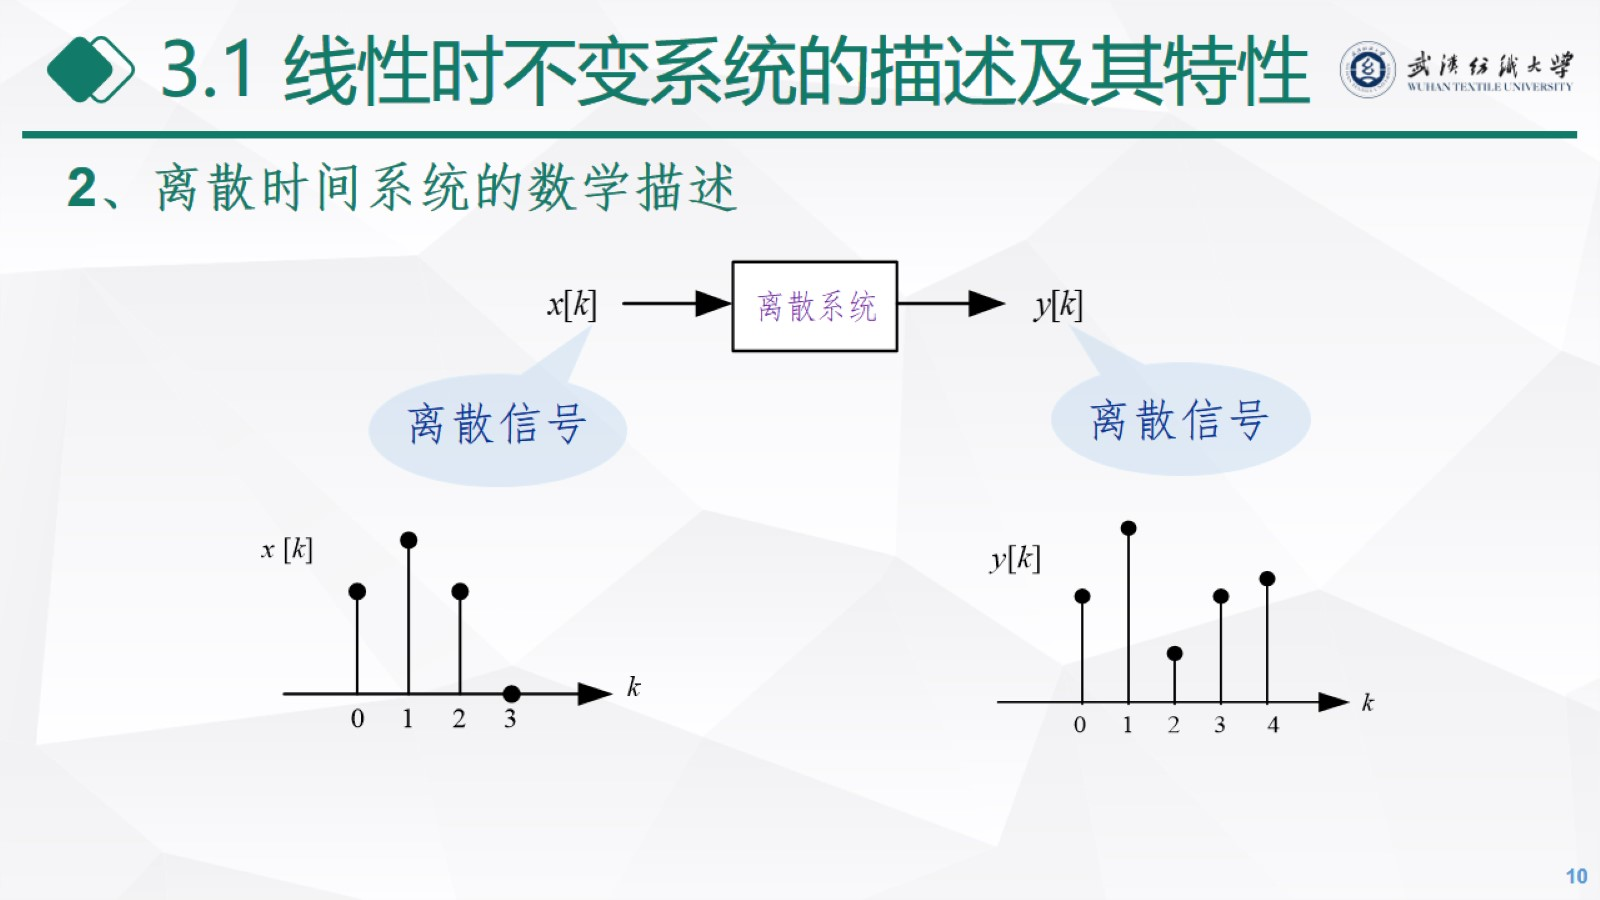 3.1 线性时不变系统的描述及其特性
武汉纺织大学
WUHAN TEXTILE UNIVERSITY
2、离散时间系统的数学描述
x[k] 离散系统 y[k]
离散信号 离散信号
x [k]
k
0 1 2 3
y[k]
k
0 1 2 3 4
10